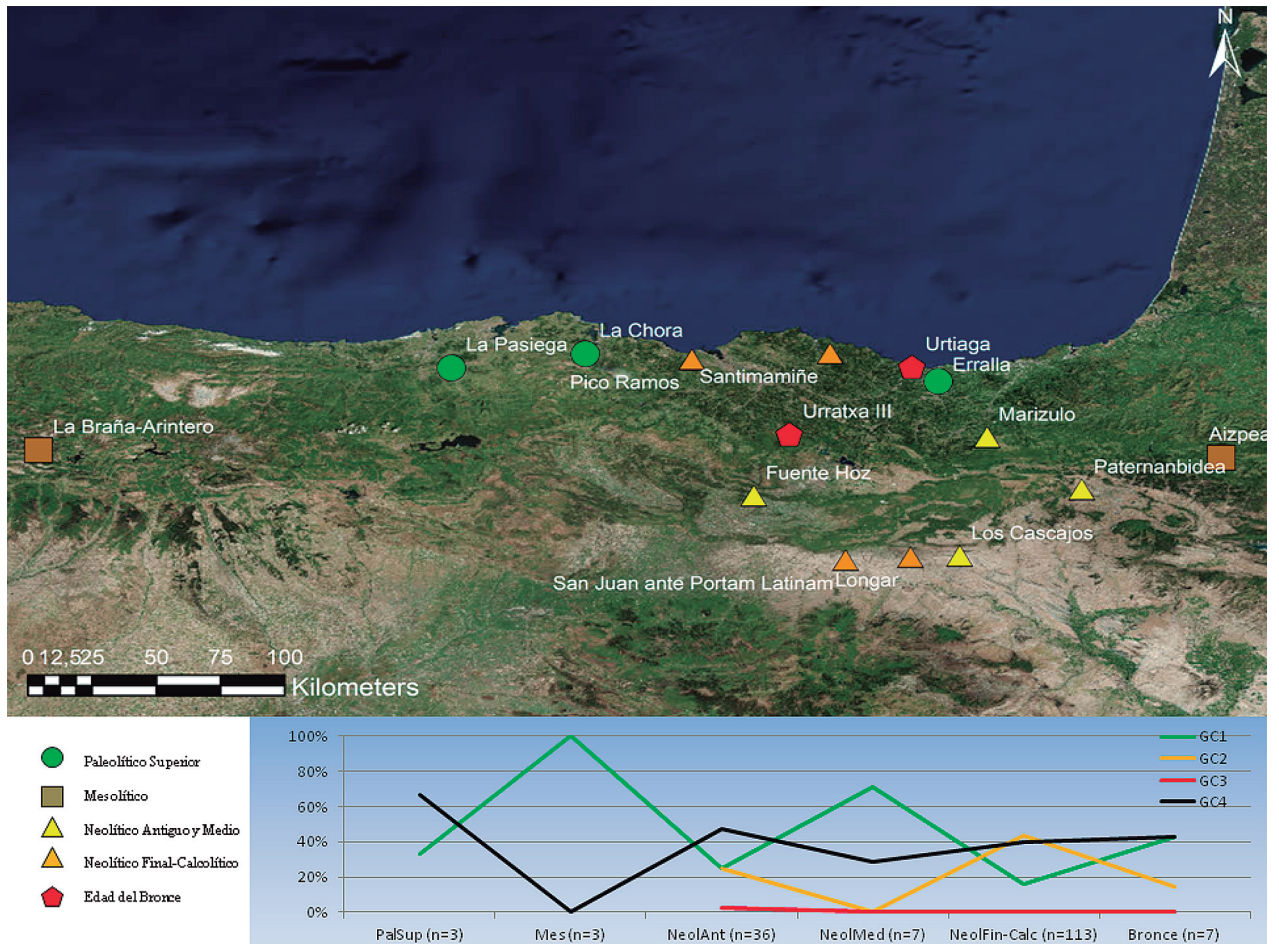 N
La Chora
La Pasiega
Urtiaga
Erralla
Pico Ramos
Santimamiñe
Urratxa III
Marizulo
La Braña-Arintero
Aizpea
Fuente Hoz
Paternanbidea
Los Cascajos
San Juan ante Portam Latinam
Longar
0 12,525 50 75 100
Kilometers
Paleolítico Superior
Mesolítico
Neolítico Antiguo y Medio
Neolítico Final-Calcolítico
Edad del Bronce
100%
80%
60%
40%
20%
0%
GC1
GC2
GC3
GC4
PalSup (n=3) Mes (n=3) NeolAnt (n=36) NeolMed (n=7) NeolFin-Calc (n=113) Bronce (n=7)